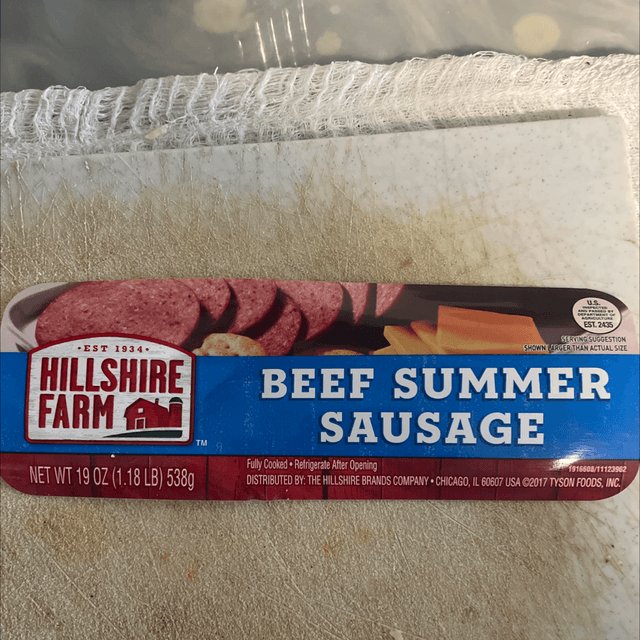 U.S.
INSPECTED
AND PASSED BY
DEPARTMENT OF
AGRICULTURE
EST. 2435
SERVING SUGGESTION
SHOWN LARGER THAN ACTUAL SIZE
•EST 1934•
HILLSHIRE
FARM
TM
BEEF SUMMER
SAUSAGE
NET WT 19 OZ (1.18 LB) 538g
Fully Cooked • Refrigerate After Opening
1916608/11123962
DISTRIBUTED BY: THE HILLSHIRE BRANDS COMPANY • CHICAGO, IL 60607 USA ©2017 TYSON FOODS, INC.